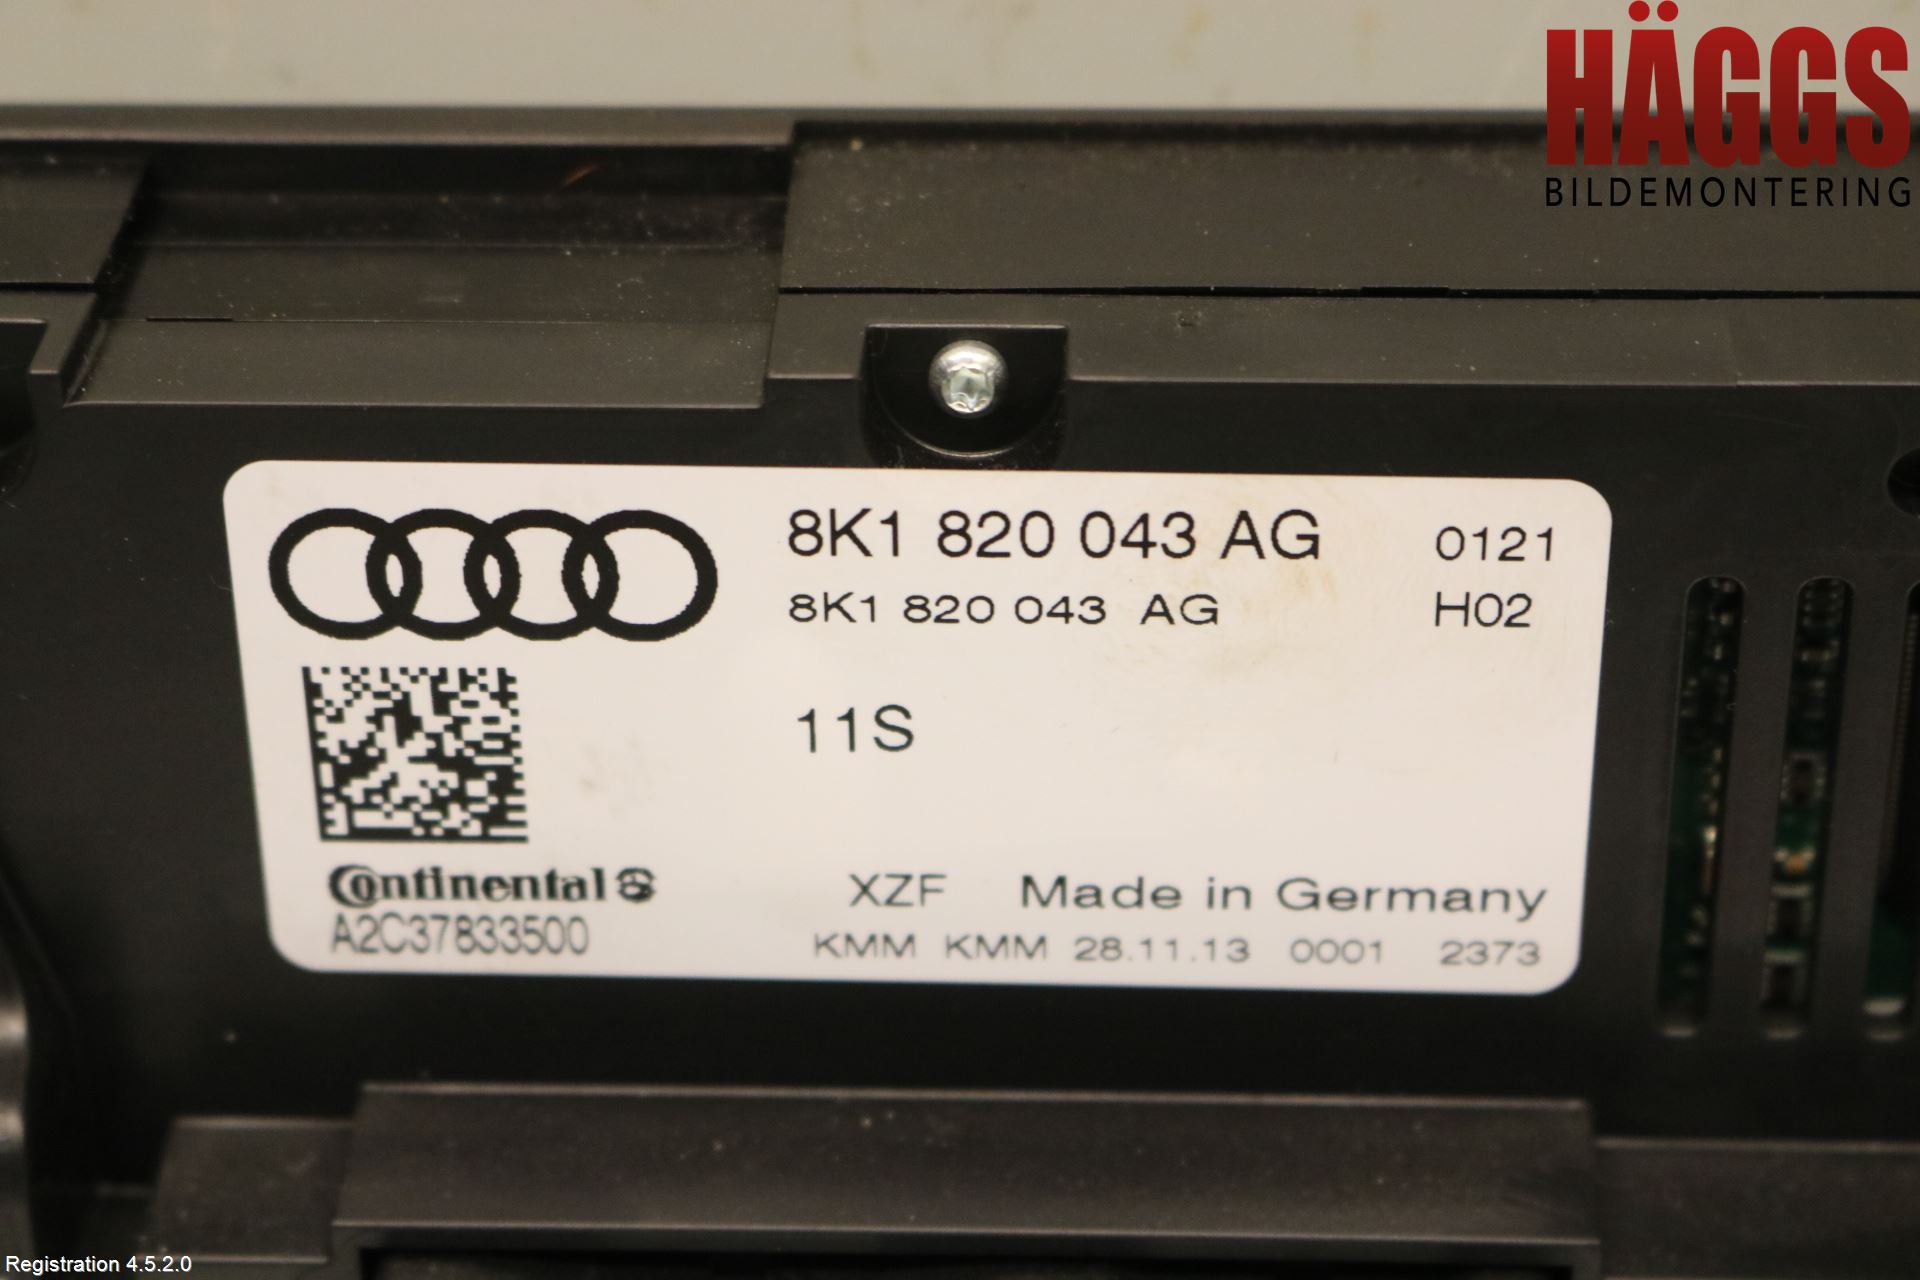 HÄGGS
BILDEMONTERING
8K1 820 043 AG 0121
8K1 820 043 AG H02
11S
Continental
A2C37833500
XZF Made in Germany
KMM KMM 28.11.13 0001 2373
Registration 4.5.2.0